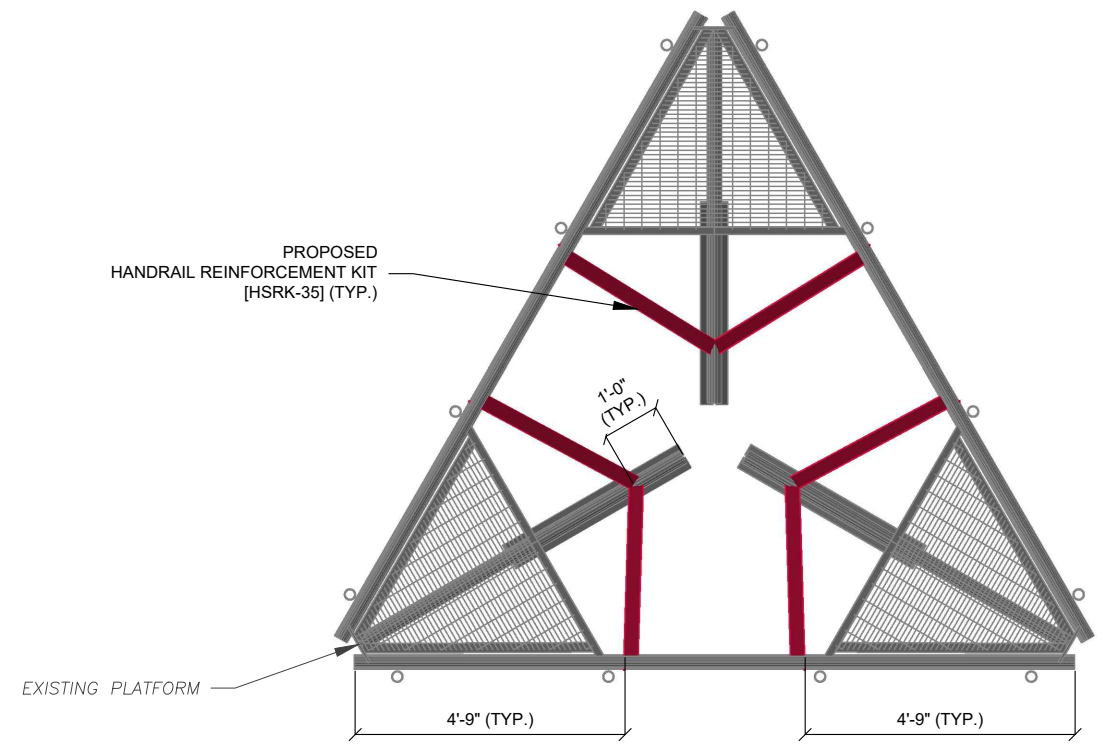 PROPOSED
HANDRAIL REINFORCEMENT KIT
[HSRK-35] (TYP.)
1'-0"
(TYP.)
EXISTING PLATFORM
4'-9" (TYP.)
4'-9" (TYP.)